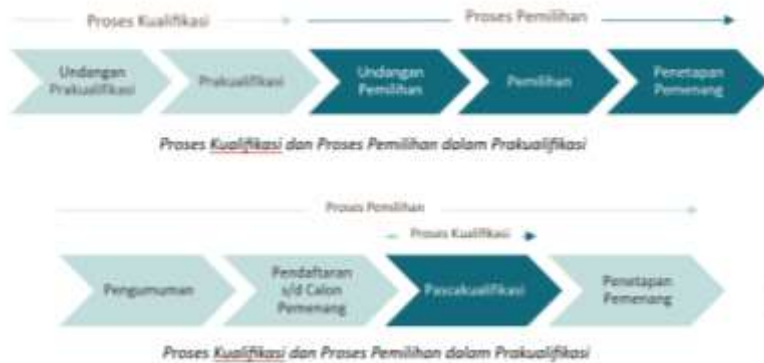 Proses Kualifikasi
Proses Pemilihan
Undangan
Prakualifikasi
Prakualifikasi
Undangan
Pemilihan
Pemilihan
Penetapan
Pemenang
Proses Kualifikasi dan Proses Pemilihan dalam Prakualifikasi
Proses Pemilihan
Proses Kualifikasi
Pengumuman
Pendaftaran
s/d Calon
Pemenang
Pascakualifikasi
Penetapan
Pemenang
Proses Kualifikasi dan Proses Pemilihan dalam Prakualifikasi